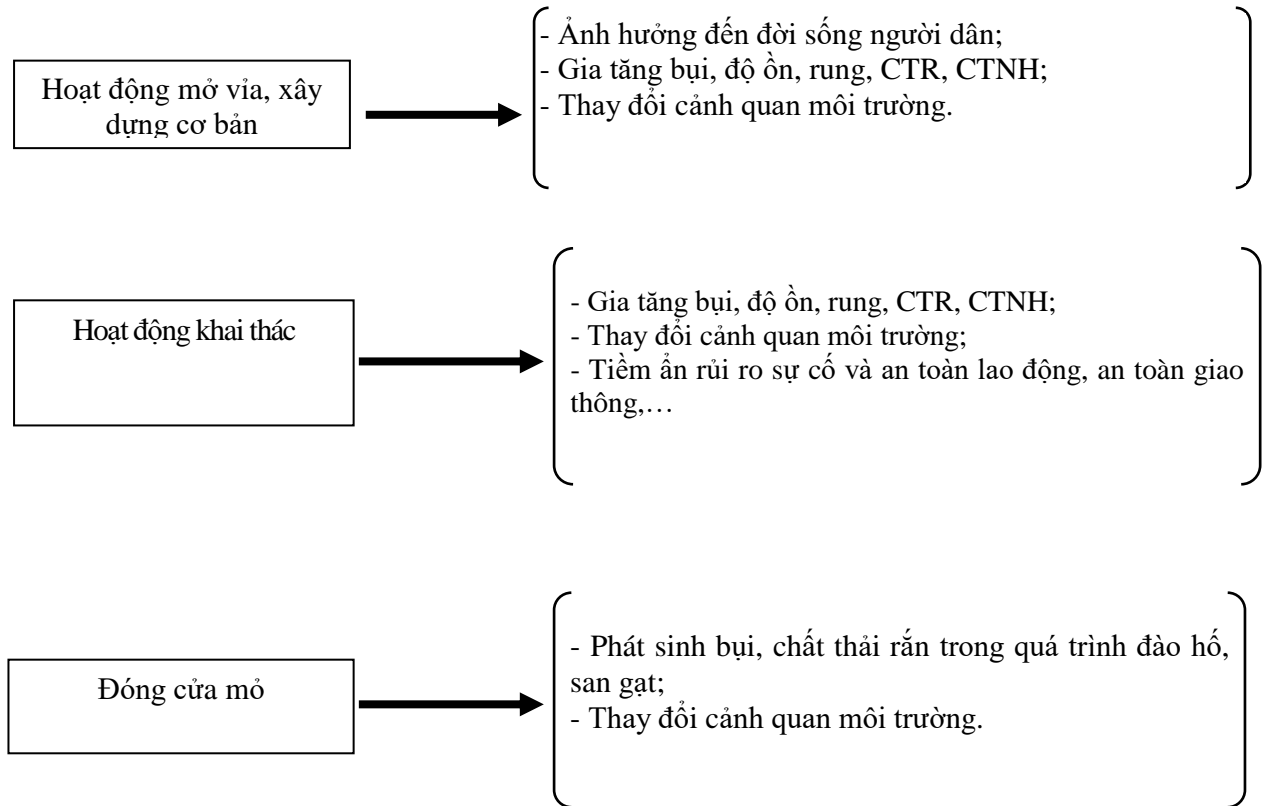 Hoạt động mở vỉa, xây
dựng cơ bản
- Ảnh hưởng đến đời sống người dân;
- Gia tăng bụi, độ ồn, rung, CTR, CTNH;
- Thay đổi cảnh quan môi trường.
Hoạt động khai thác
- Gia tăng bụi, độ ồn, rung, CTR, CTNH;
- Thay đổi cảnh quan môi trường;
- Tiềm ẩn rủi ro sự cố và an toàn lao động, an toàn giao
thông,…
Đóng cửa mỏ
- Phát sinh bụi, chất thải rắn trong quá trình đào hố,
san gạt;
- Thay đổi cảnh quan môi trường.